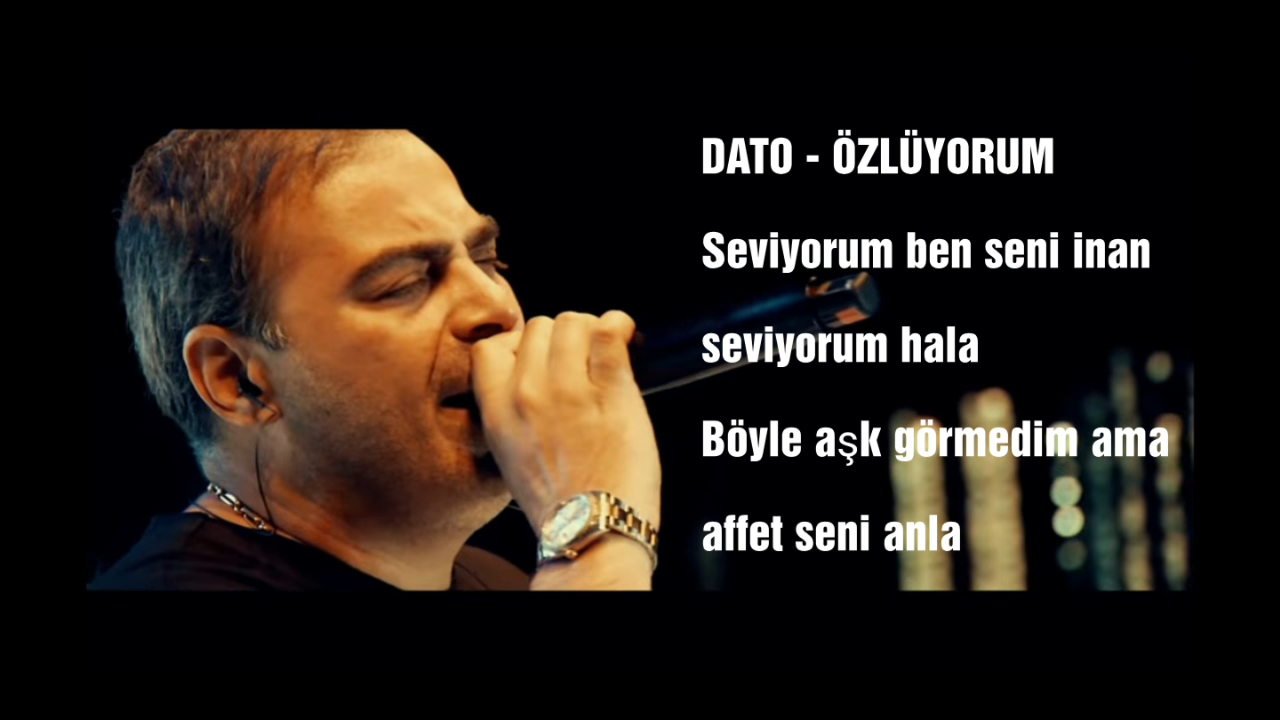 DATO - ÖZLÜYORUM
Seviyorum ben seni inan
seviyorum hala
Böyle aşk görmedim ama
affet seni anla